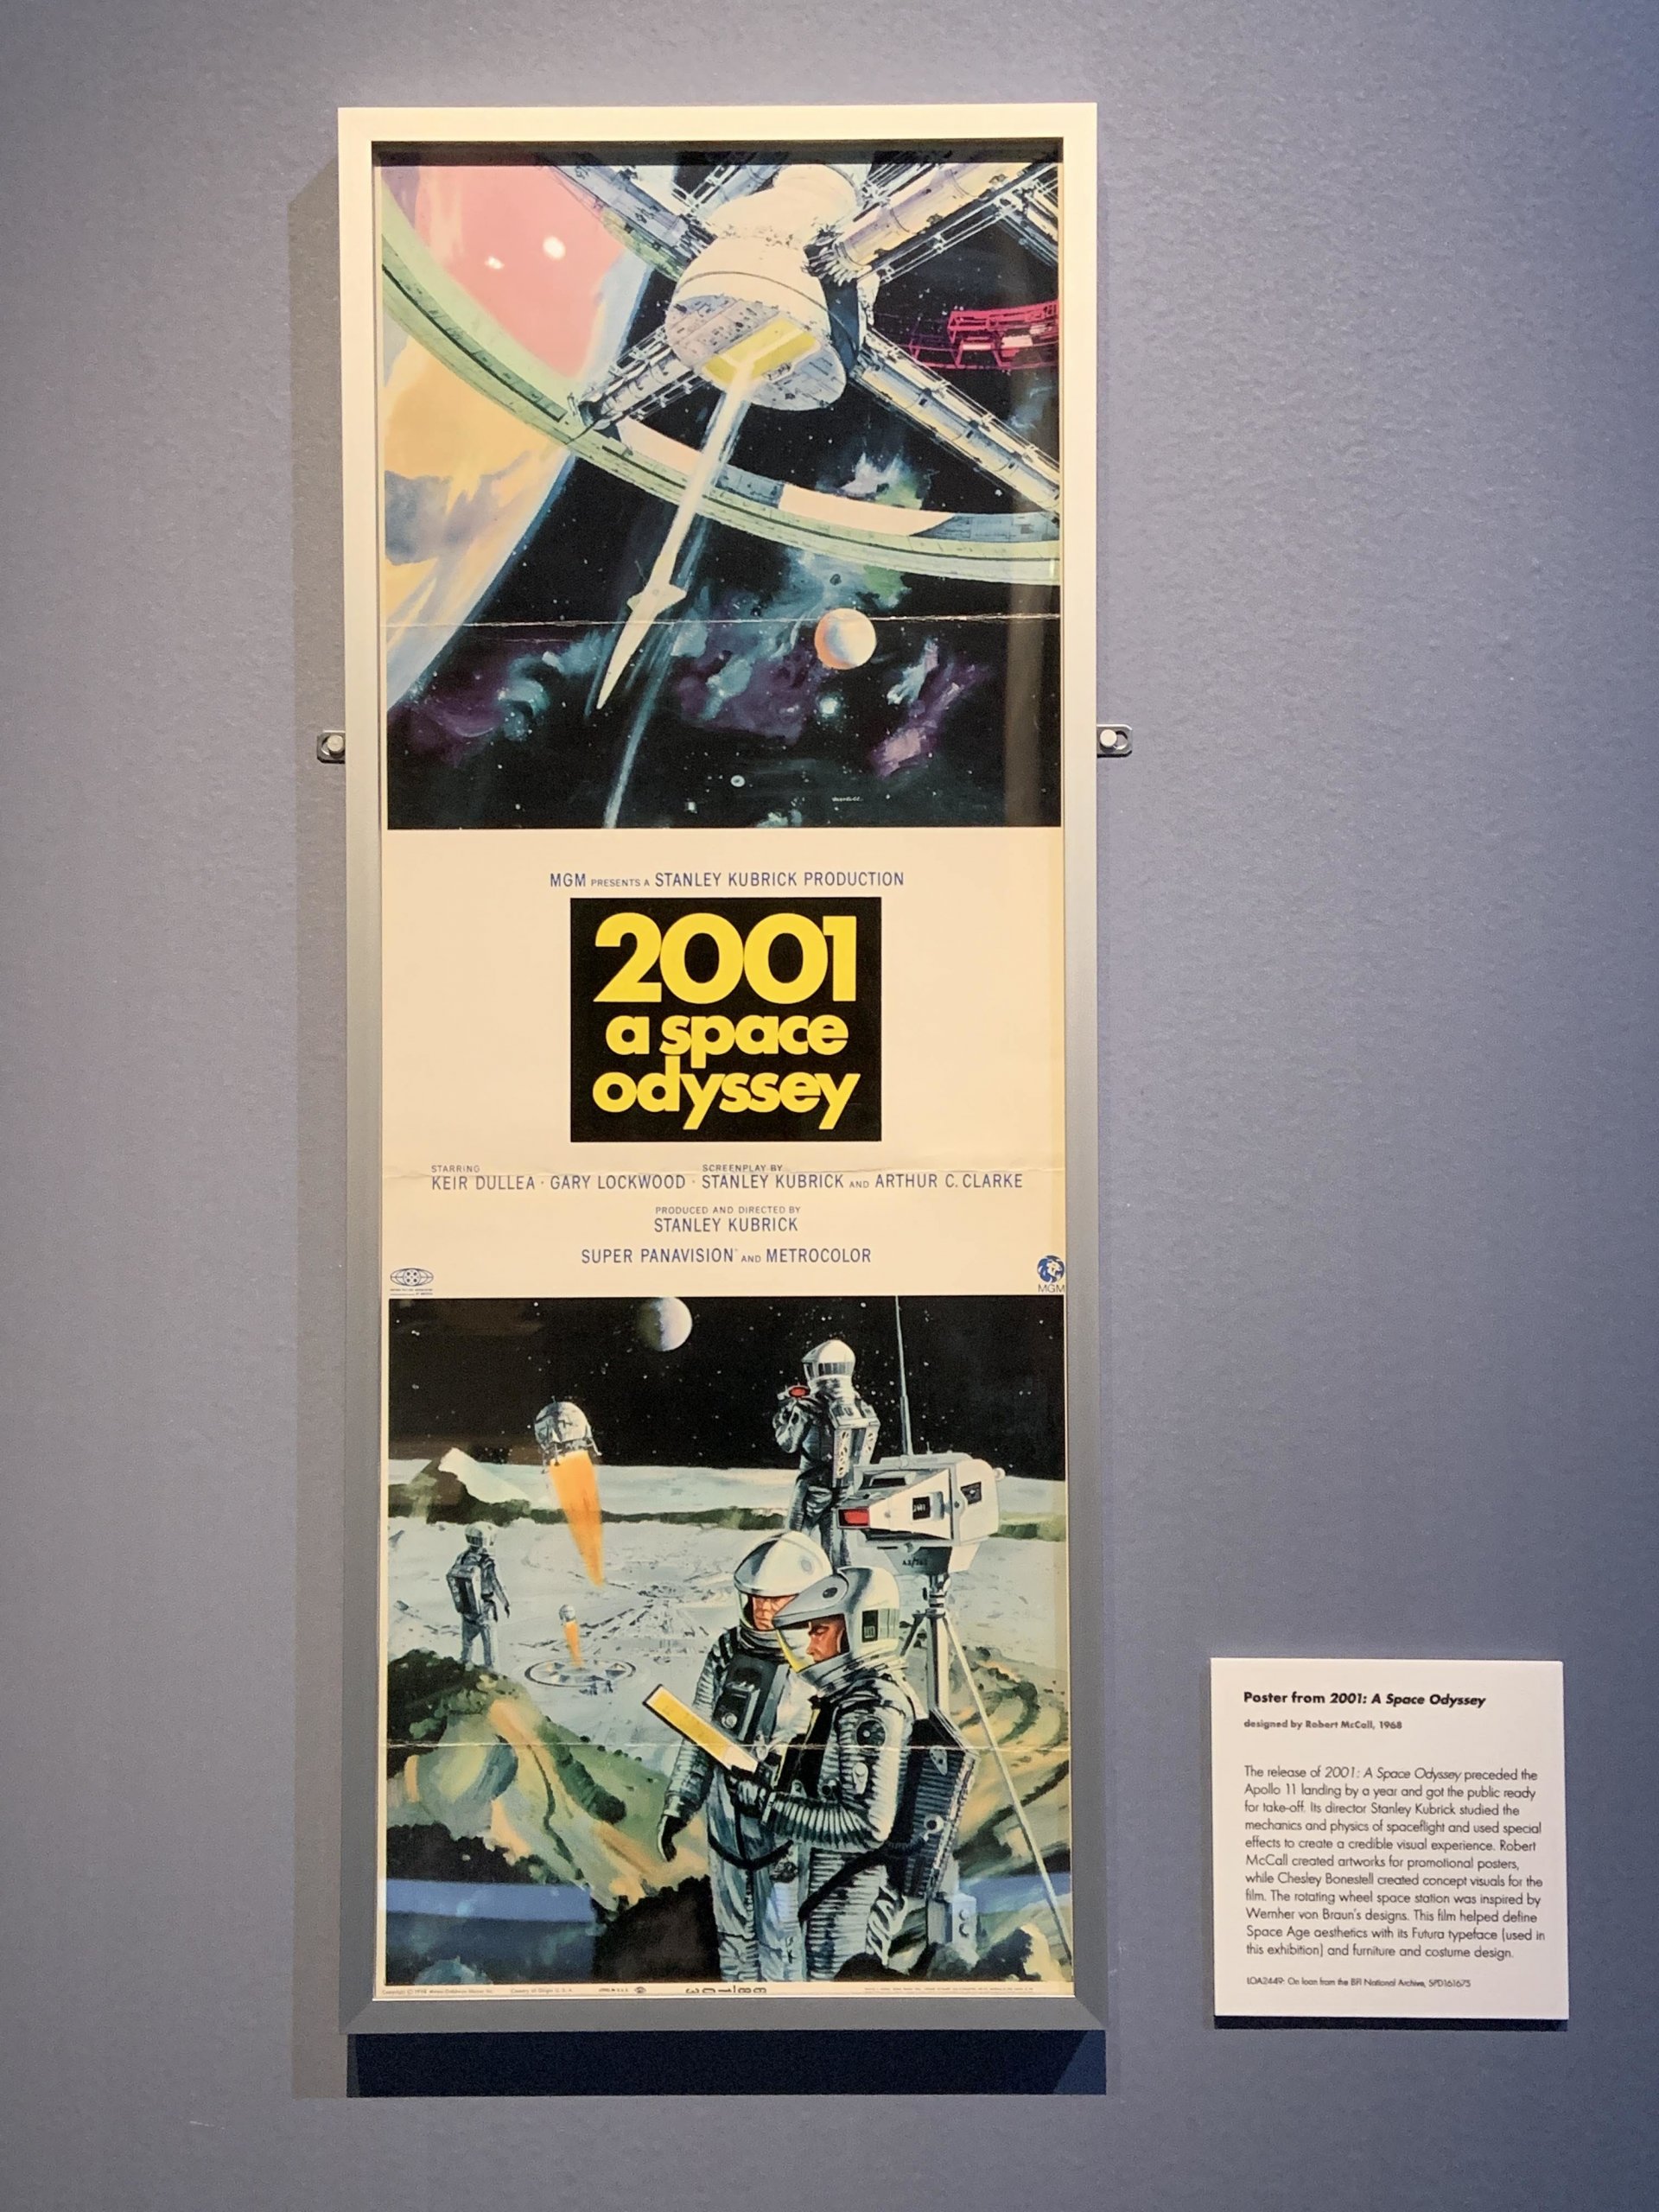 MGM PRESENTS A STANLEY KUBRICK PRODUCTION
2001
a space
odyssey
STARRING
KEIR DULLEA · GARY LOCKWOOD · SCREENPLAY BY STANLEY KUBRICK AND ARTHUR C. CLARKE
PRODUCED AND DIRECTED BY
STANLEY KUBRICK
SUPER PANAVISION AND METROCOLOR
MGM
Poster from 2001: A Space Odyssey
designed by Robert McCall, 1968
The release of 2001: A Space Odyssey preceded the
Apollo 11 landing by a year and got the public ready
for take-off. Its director Stanley Kubrick studied the
mechanics and physics of spaceflight and used special
effects to create a credible visual experience. Robert
McCall created artworks for promotional posters,
while Chesley Bonestell created concept visuals for the
film. The rotating wheel space station was inspired by
Wernher von Braun's designs. This film helped define
Space Age aesthetics with its Futura typeface (used in
this exhibition) and furniture and costume design.
LOA2449: On loan from the BFI National Archive, SPD161675